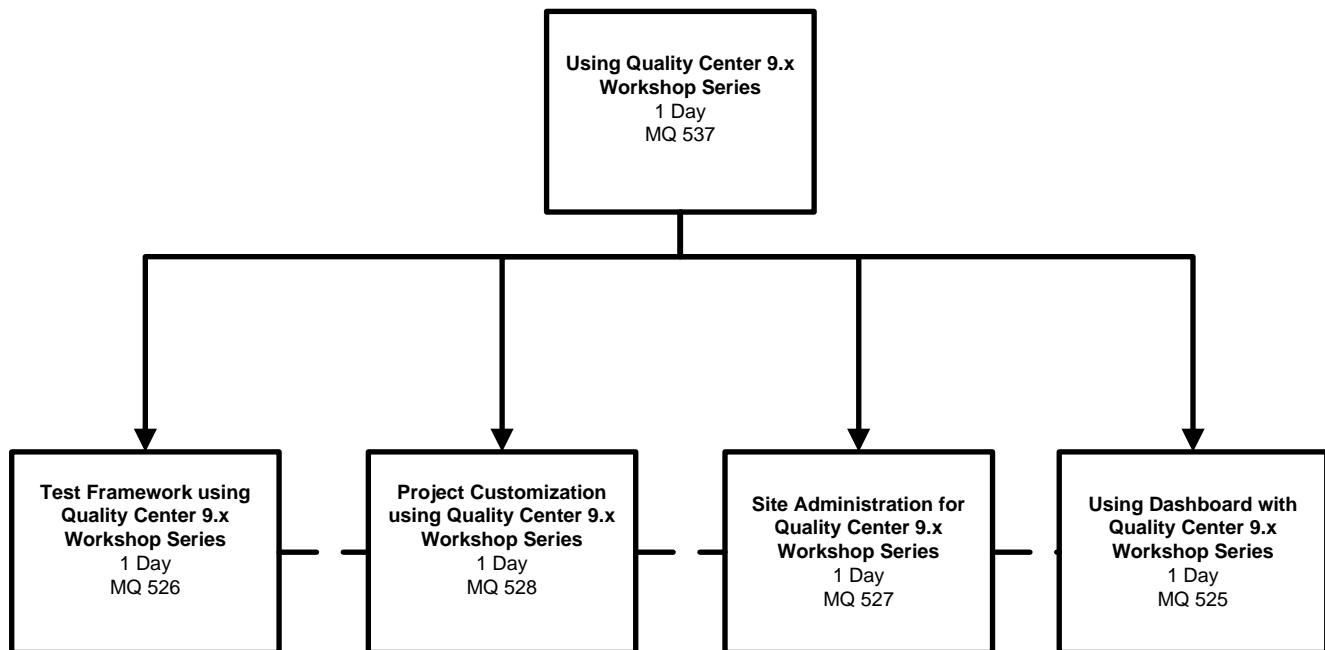 Using Quality Center 9.x
Workshop Series
1 Day
MQ 537
Test Framework using
Quality Center 9.x
Workshop Series
1 Day
MQ 526
Project Customization
using Quality Center 9.x
Workshop Series
1 Day
MQ 528
Site Administration for
Quality Center 9.x
Workshop Series
1 Day
MQ 527
Using Dashboard with
Quality Center 9.x
Workshop Series
1 Day
MQ 525